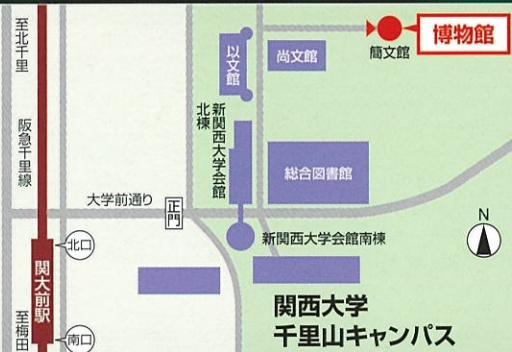 至北千里
阪急千里線
大学前通り
正門
北口
関大前駅
南口
至梅田
以文館
尚文館
簡文館
博物館
新関西大学会館
北棟
総合図書館
新関西大学会館南棟
N
関西大学
千里山キャンパス